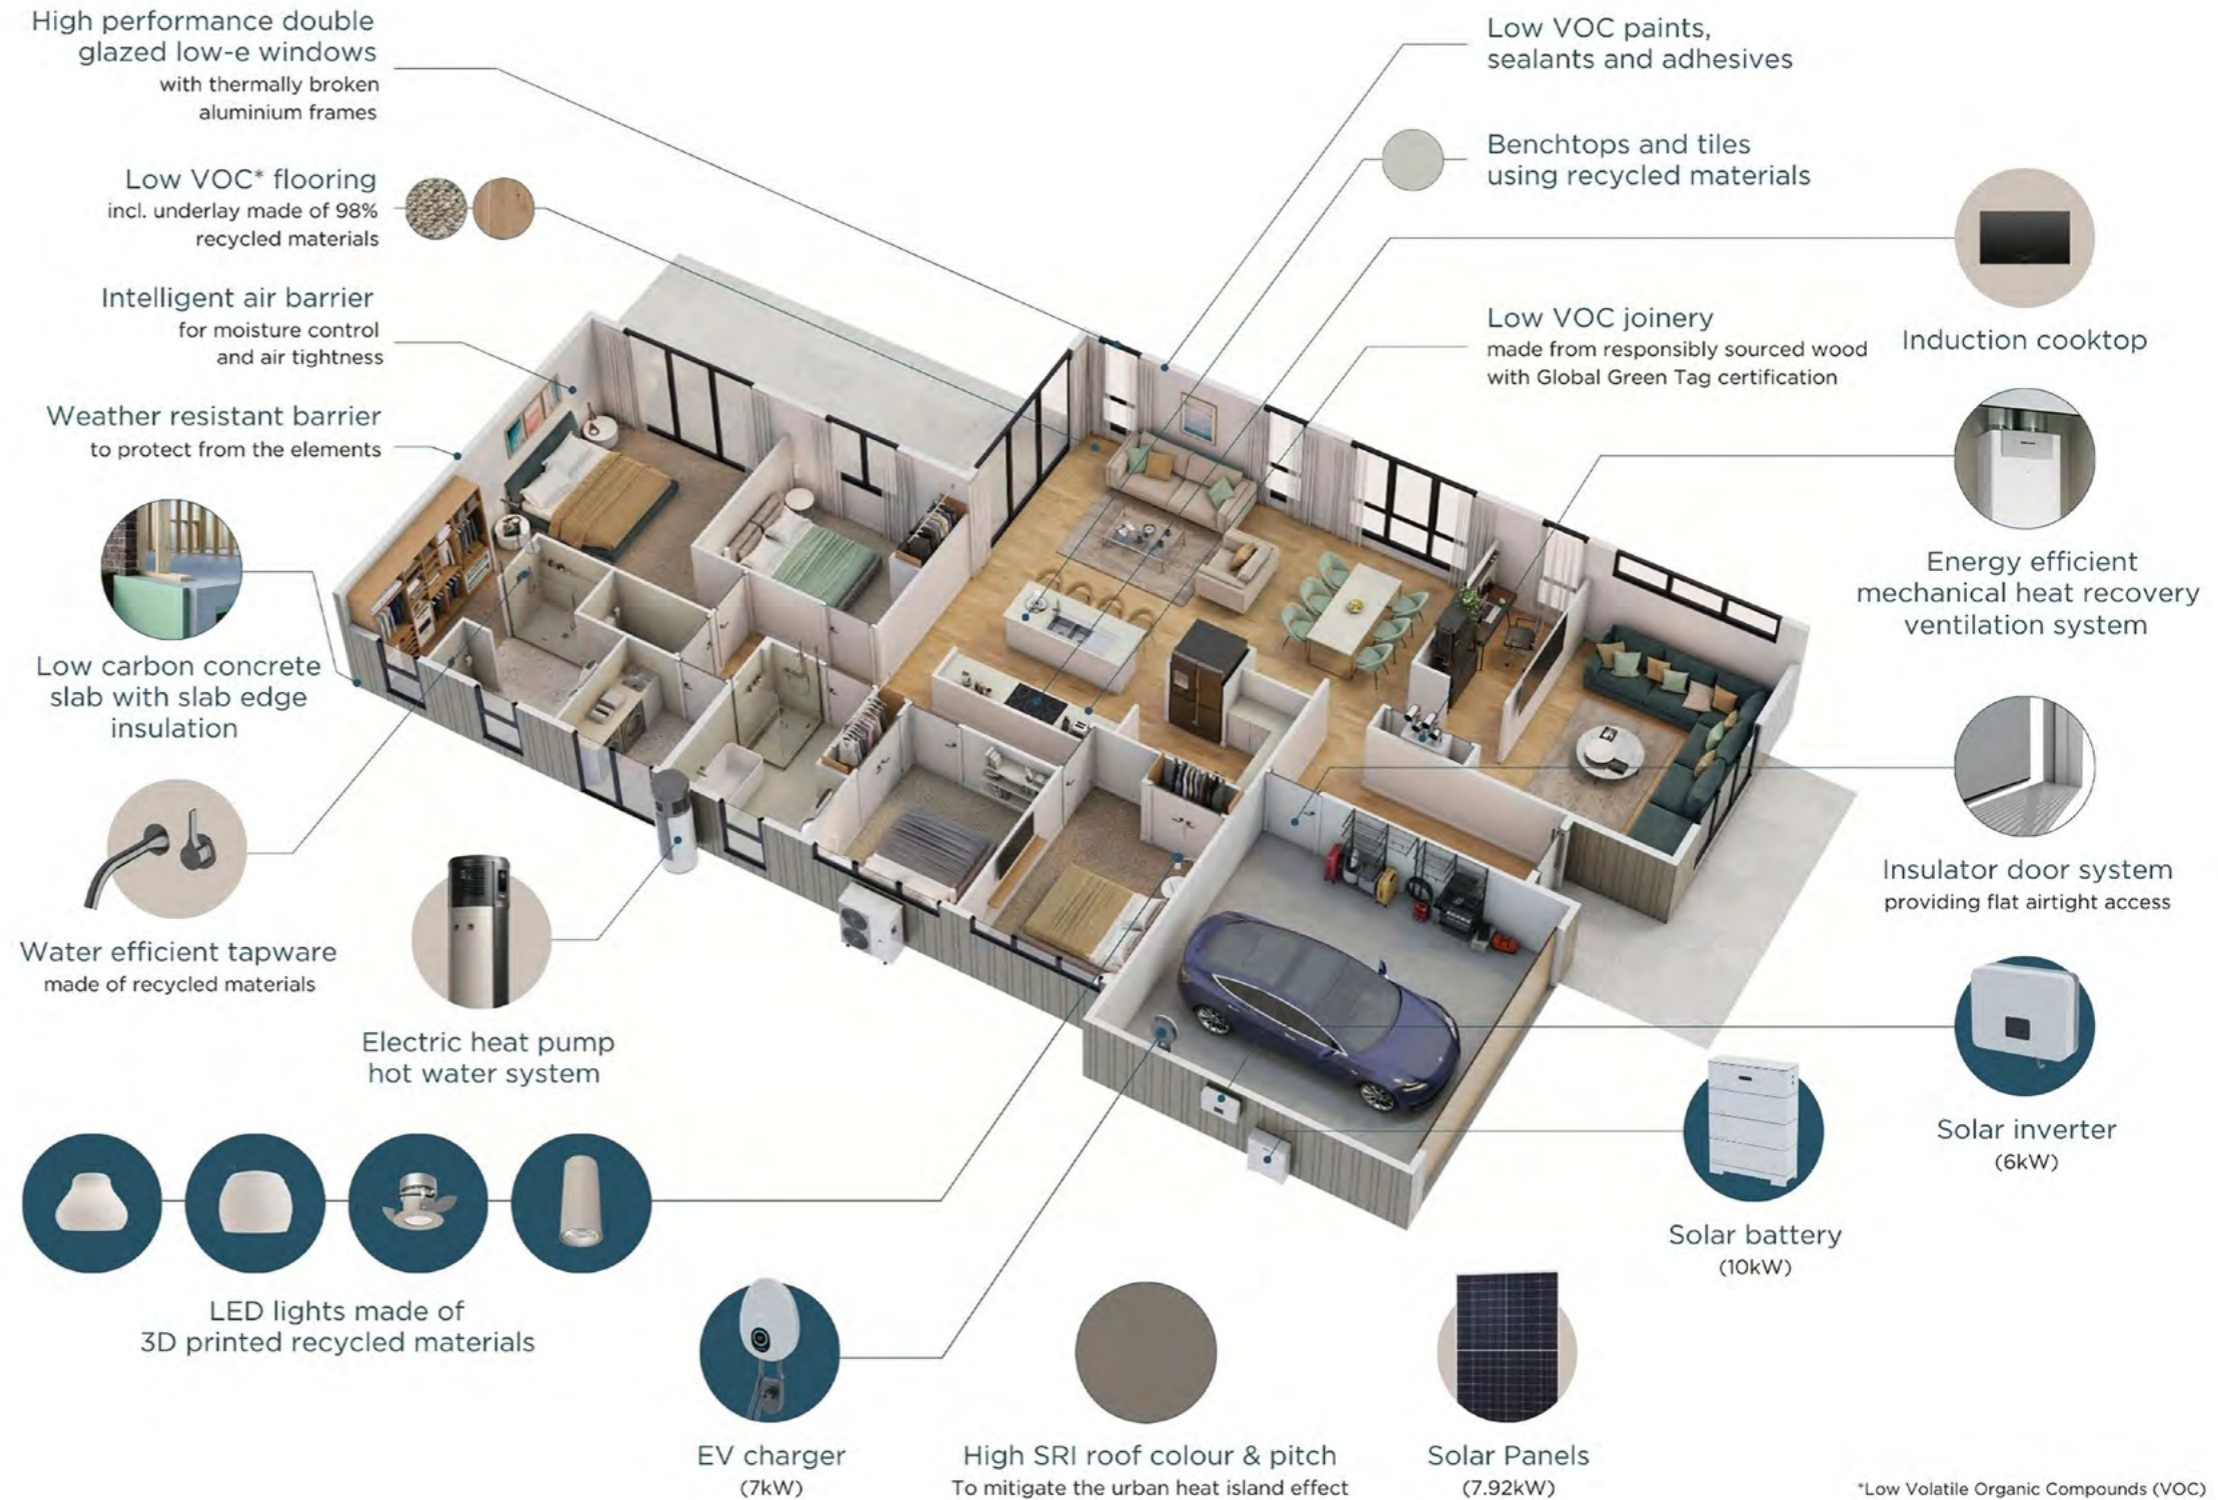 High performance double
glazed low-e windows
with thermally broken
aluminium frames
Low VOC* flooring
incl. underlay made of 98%
recycled materials
Intelligent air barrier
for moisture control
and air tightness
Weather resistant barrier
to protect from the elements
Low carbon concrete
slab with slab edge
insulation
Water efficient tapware
made of recycled materials
Electric heat pump
hot water system
LED lights made of
3D printed recycled materials
EV charger
(7kW)
High SRI roof colour & pitch
To mitigate the urban heat island effect
Solar Panels
(7.92kW)
Low VOC paints,
sealants and adhesives
Benchtops and tiles
using recycled materials
Low VOC joinery
made from responsibly sourced wood
with Global Green Tag certification
Induction cooktop
Energy efficient
mechanical heat recovery
ventilation system
Insulator door system
providing flat airtight access
Solar inverter
(6kW)
Solar battery
(10kW)
*Low Volatile Organic Compounds (VOC)